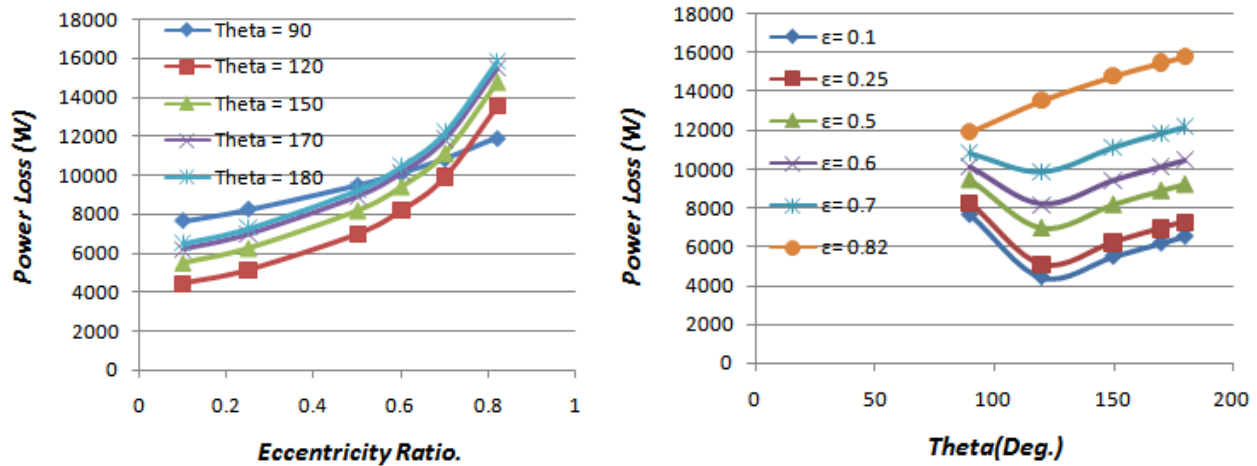 Power Loss (W)
18000
16000
14000
12000
10000
8000
6000
4000
2000
0
Theta = 90
Theta = 120
Theta = 150
Theta = 170
Theta = 180
0 0.2 0.4 0.6 0.8 1
Eccentricity Ratio.
Power Loss (W)
18000
16000
14000
12000
10000
8000
6000
4000
2000
0
ε= 0.1
ε= 0.25
ε= 0.5
ε= 0.6
ε= 0.7
ε= 0.82
0 50 100 150 200
Theta(Deg.)